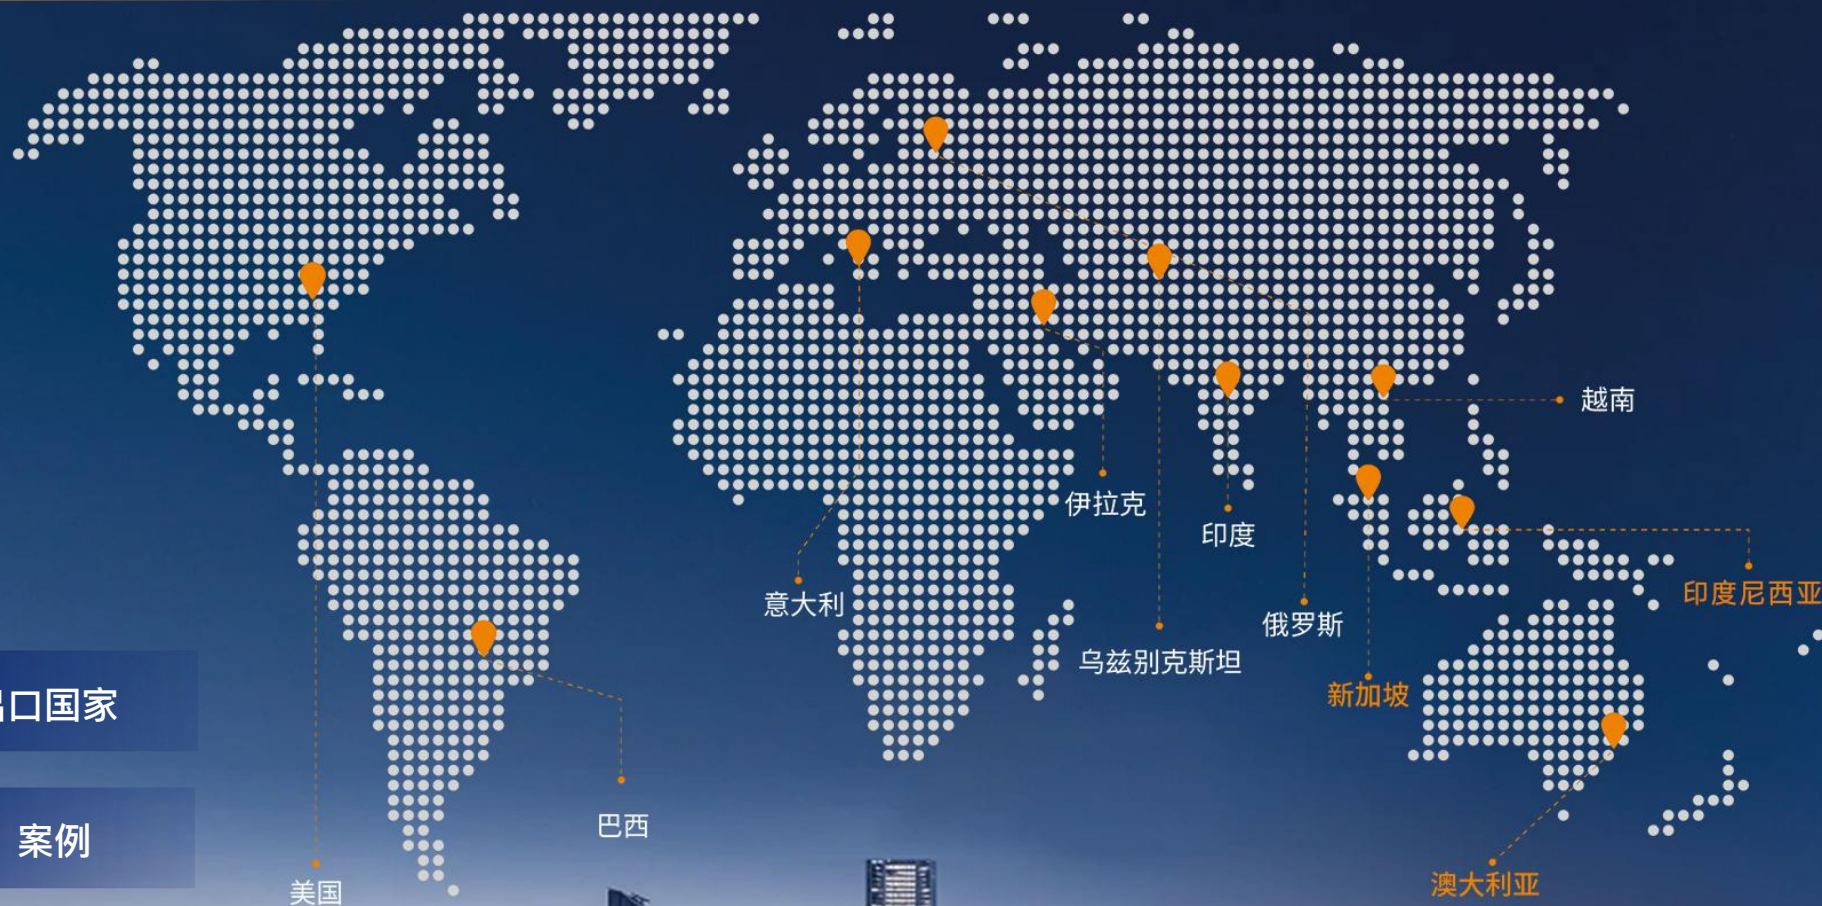 越南
伊拉克
印度
印度尼西亚
意大利
俄罗斯
乌兹别克斯坦
新加坡
出口国家
巴西
案例
澳大利亚
美国